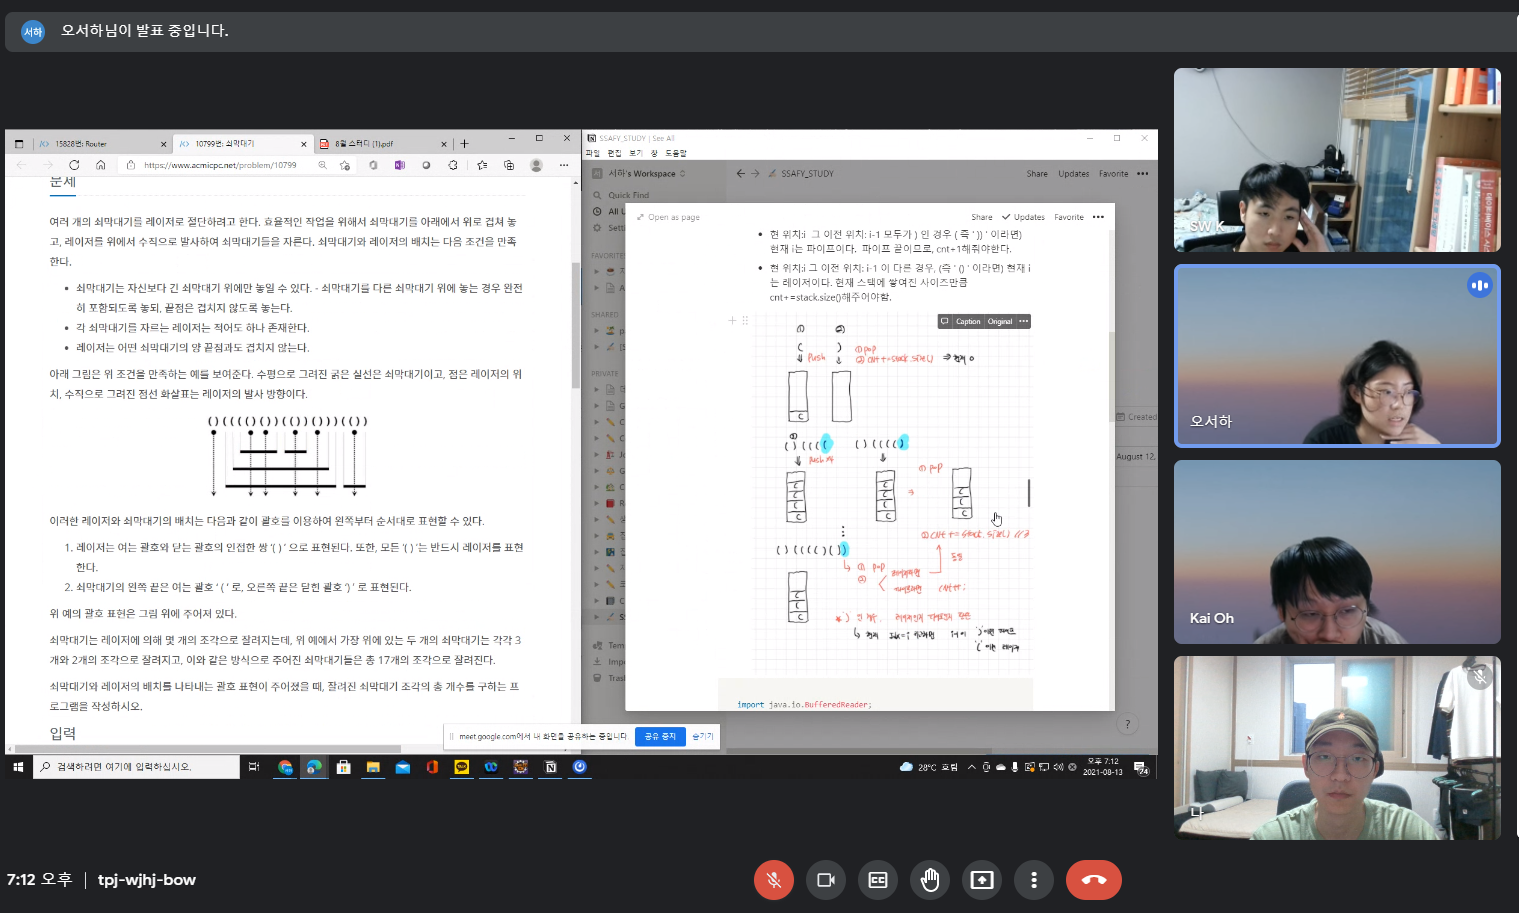 서하 오서하님이 발표 중입니다.
15828번: Router
10799번: 쇠막대기
8월 스터디 (1).pdf
https://www.acmicpc.net/problem/10799
문제
여러 개의 쇠막대기를 레이저로 절단하려고 한다. 효율적인 작업을 위해서 쇠막대기를 아래에서 위로 겹쳐 놓
고, 레이저를 위에서 수직으로 발사하여 쇠막대기들을 자른다. 쇠막대기와 레이저의 배치는 다음 조건을 만족
한다.
• 쇠막대기는 자신보다 긴 쇠막대기 위에만 놓일 수 있다. - 쇠막대기를 다른 쇠막대기 위에 놓는 경우 완전
히 포함되도록 놓되, 끝점은 겹치지 않도록 놓는다.
• 각 쇠막대기를 자르는 레이저는 적어도 하나 존재한다.
• 레이저는 어떤 쇠막대기의 양 끝점과도 겹치지 않는다.
아래 그림은 위 조건을 만족하는 예를 보여준다. 수평으로 그려진 굵은 실선은 쇠막대기이고, 점은 레이저의 위
치, 수직으로 그려진 점선 화살표는 레이저의 발사 방향이다.
()(((()())(())()))(())
이러한 레이저와 쇠막대기의 배치는 다음과 같이 괄호를 이용하여 왼쪽부터 순서대로 표현할 수 있다.
1. 레이저는 여는 괄호와 닫는 괄호의 인접한 쌍 '( ) ' 으로 표현된다. 또한, 모든 '( ) '는 반드시 레이저를 표현
한다.
2. 쇠막대기의 왼쪽 끝은 여는 괄호 ' ( ' 로, 오른쪽 끝은 닫힌 괄호 ') ' 로 표현된다.
위 예의 괄호 표현은 그림 위에 주어져 있다.
쇠막대기는 레이저에 의해 몇 개의 조각으로 잘려지는데, 위 예에서 가장 위에 있는 두 개의 쇠막대기는 각각 3
개와 2개의 조각으로 잘려지고, 이와 같은 방식으로 주어진 쇠막대기들은 총 17개의 조각으로 잘려진다.
쇠막대기와 레이저의 배치를 나타내는 괄호 표현이 주어졌을 때, 잘려진 쇠막대기 조각의 총 개수를 구하는 프
로그램을 작성하시오.
입력
SSAFY_STUDY | See All
파일 편집 보기 창 도움말
서하's Workspace
SSAFY_STUDY
Share Updates Favorite
Quick Find
All U
Setti
FAVORITES
SHARED
PRIVATE
Tem
Impo
Trash
Created
August 12,
?
Open as page
Share Updates Favorite
• 현 위치:i 그 이전 위치: i-1 모두가 ) 인 경우 ( 즉 ' )) ' 이라면)
현재 i는 파이프이다. 파이프 끝이므로, cnt+1해줘야한다.
• 현 위치:i 그 이전 위치: i-1 이 다른 경우, (즉 ' () ' 이라면) 현재 i
는 레이저이다. 현재 스택에 쌓여진 사이즈만큼
cnt+=stack.size()해주어야함.
Caption Original
① ②
( )
Push
① pop
② cnt += stack.size() ⇒ 현재 0
( ) ( ( ( (
( ) ( ( ( ( )
① pop
② cnt += stack.size() // 3
( ) ( ( ( ( ) ( ) )
① pop
②
동일
cnt++;
import java.io.BufferedReader;
meet.google.com에서 내 화면을 공유하는 중입니다.
공유 중지
숨기기
검색하려면 여기에 입력하십시오.
28°C 흐림
오후 7:12
2021-08-13
24
SW K
오서하
Kai Oh
나
7:12 오후 | tpj-wjhj-bow